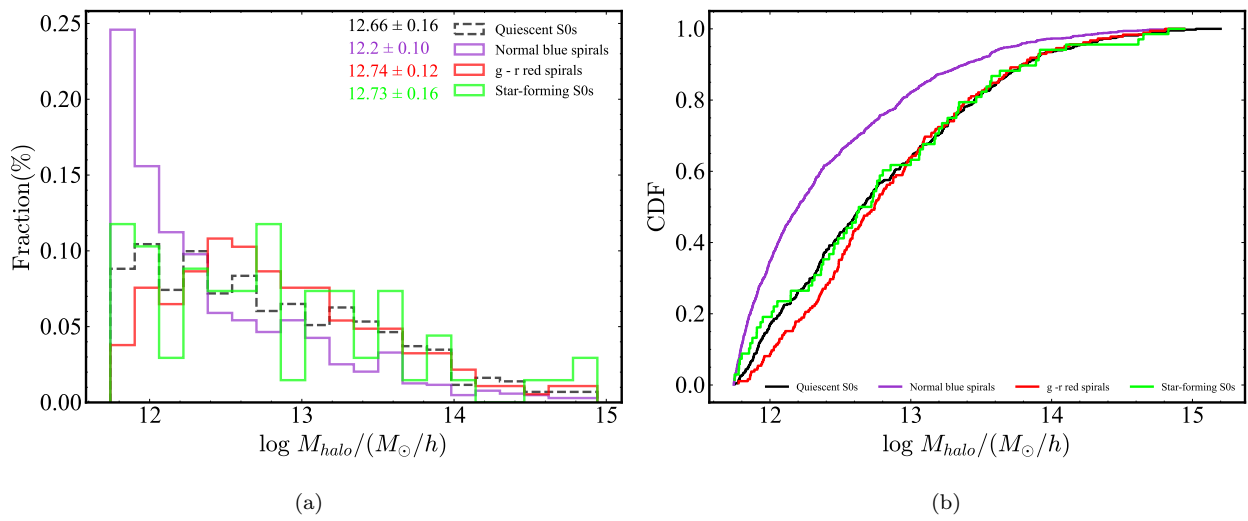 12.66 ± 0.16 Quiescent S0s
12.2 ± 0.10 Normal blue spirals
12.74 ± 0.12 g - r red spirals
12.73 ± 0.16 Star-forming S0s
Fraction(%)
0.25
0.20
0.15
0.10
0.05
0.00
12 13 14 15
log M_halo/(M_⊙/h)
(a)
CDF
1.0
0.8
0.6
0.4
0.2
0.0
Quiescent S0s Normal blue spirals g -r red spirals Star-forming S0s
12 13 14 15
log M_halo/(M_⊙/h)
(b)